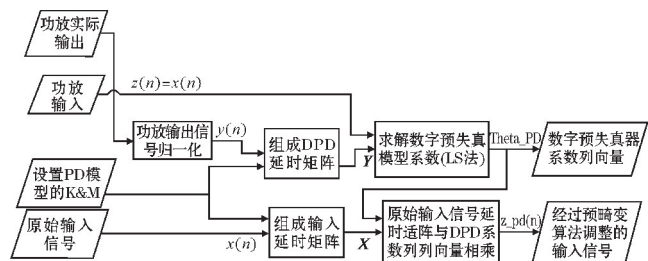 功放实际
输出
功放
输入
z(n)=x(n)
功放输出信
号归一化
y(n)
组成DPD
延时矩阵
Y
求解数字预失真
模型系数(LS法)
Theta_PD
数字预失真器
系数列向量
设置PD模
型的K&M
原始输入
信号
x(n)
组成输入
延时矩阵
X
原始输入信号延
时适阵与DPD系
数列列向量相乘
z_pd(n)
经过预畸变
算法调整的
输入信号